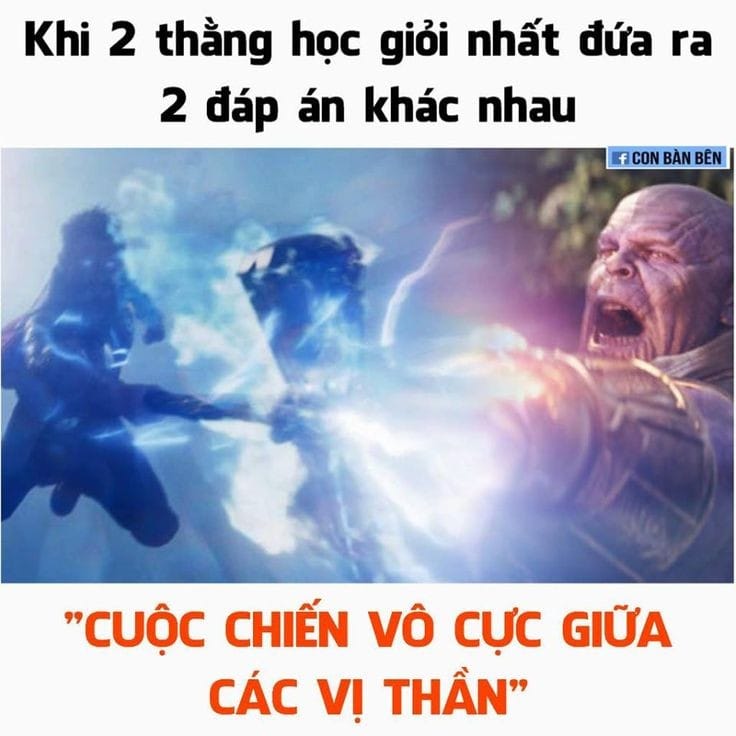 Khi 2 thằng học giỏi nhất đứa ra
2 đáp án khác nhau
f CON BÀN BÊN
"CUỘC CHIẾN VÔ CỰC GIỮA
CÁC VỊ THẦN"